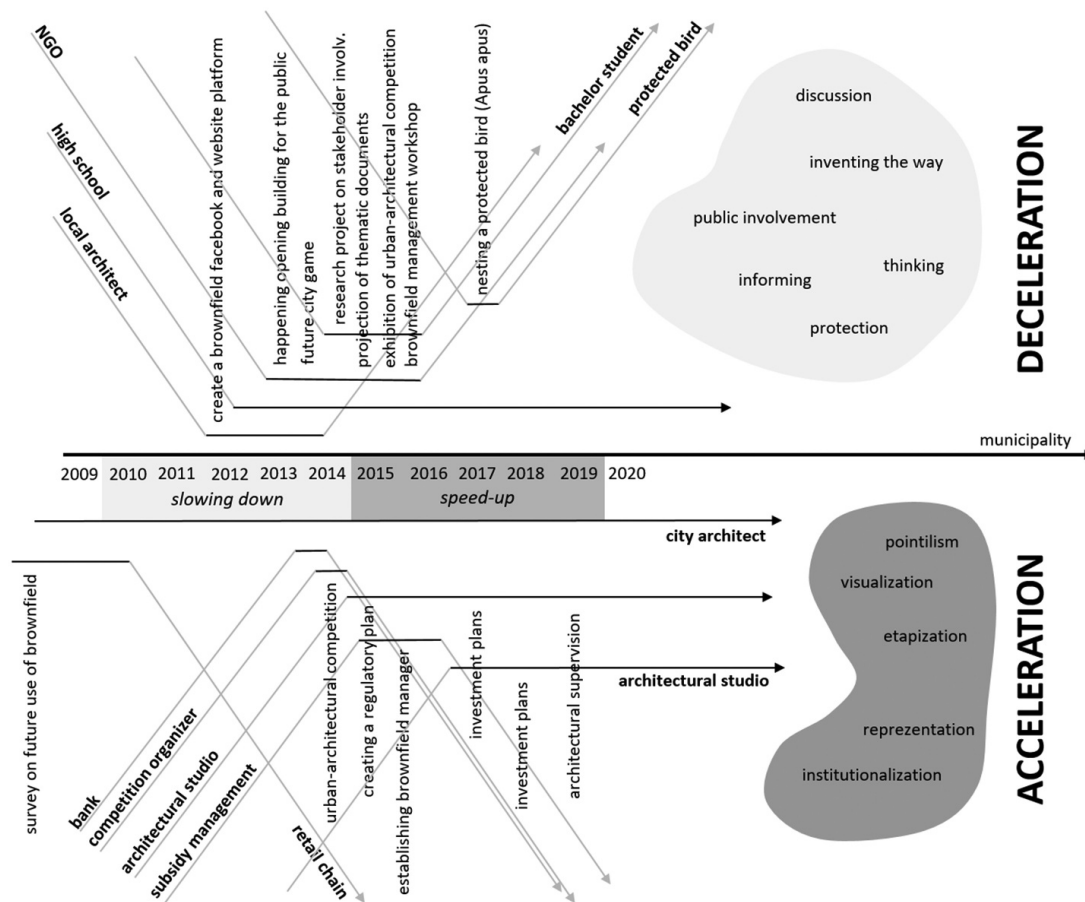 NGO
high school
local architect
create a brownfield facebook and website platform
happening opening building for the public
future city game
research project on stakeholder involv.
projection of thematic documents
exhibition of urban-architectural competition
brownfield management workshop
nesting a protected bird (Apus apus)
bachelor student
protected bird
discussion
inventing the way
public involvement
thinking
informing
protection
DECELERATION
municipality
2009 2010 2011 2012 2013 2014 2015 2016 2017 2018 2019 2020
slowing down
speed-up
city architect
survey on future use of brownfield
bank
competition organizer
architectural studio
subsidy management
retail chain
urban-architectural competition
creating a regulatory plan
establishing brownfield manager
investment plans
investment plans
architectural supervision
architectural studio
pointilism
visualization
etapization
reprezentation
institutionalization
ACCELERATION